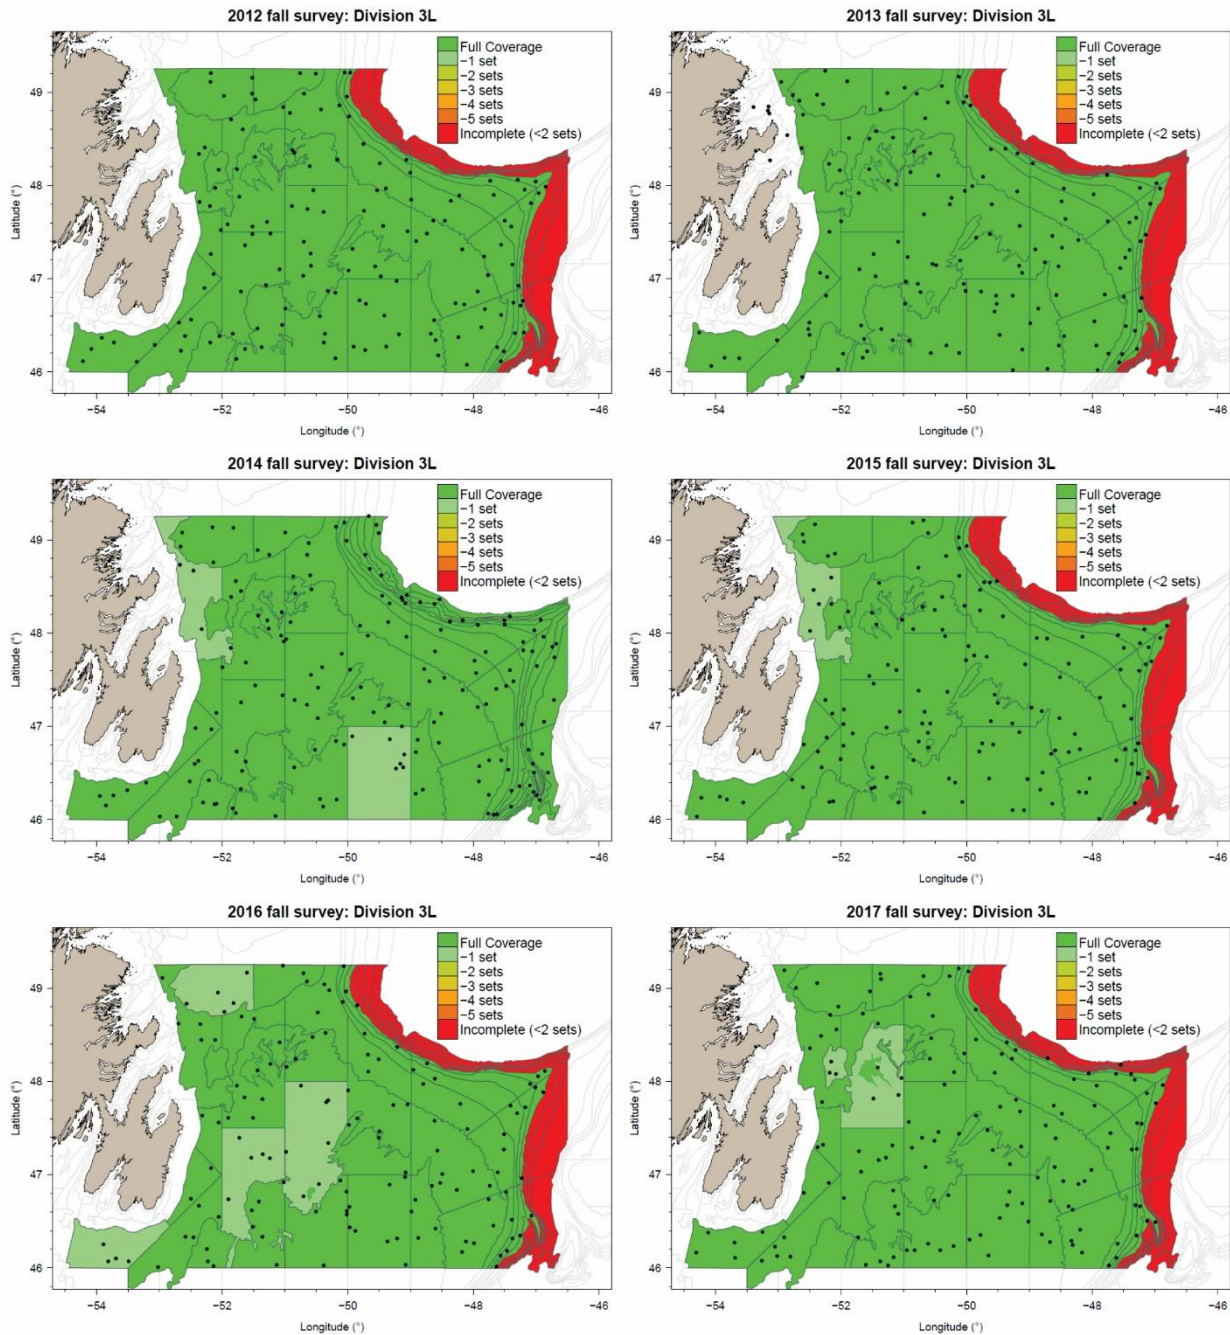 2012 fall survey: Division 3L
Full Coverage
−1 set
−2 sets
−3 sets
−4 sets
−5 sets
Incomplete (<2 sets)
49
48
47
46
Latitude (°)
−54 −52 −50 −48 −46
Longitude (°)
2013 fall survey: Division 3L
Full Coverage
−1 set
−2 sets
−3 sets
−4 sets
−5 sets
Incomplete (<2 sets)
49
48
47
46
Latitude (°)
−54 −52 −50 −48 −46
Longitude (°)
2014 fall survey: Division 3L
Full Coverage
−1 set
−2 sets
−3 sets
−4 sets
−5 sets
Incomplete (<2 sets)
49
48
47
46
Latitude (°)
−54 −52 −50 −48 −46
Longitude (°)
2015 fall survey: Division 3L
Full Coverage
−1 set
−2 sets
−3 sets
−4 sets
−5 sets
Incomplete (<2 sets)
49
48
47
46
Latitude (°)
−54 −52 −50 −48 −46
Longitude (°)
2016 fall survey: Division 3L
Full Coverage
−1 set
−2 sets
−3 sets
−4 sets
−5 sets
Incomplete (<2 sets)
49
48
47
46
Latitude (°)
−54 −52 −50 −48 −46
Longitude (°)
2017 fall survey: Division 3L
Full Coverage
−1 set
−2 sets
−3 sets
−4 sets
−5 sets
Incomplete (<2 sets)
49
48
47
46
Latitude (°)
−54 −52 −50 −48 −46
Longitude (°)